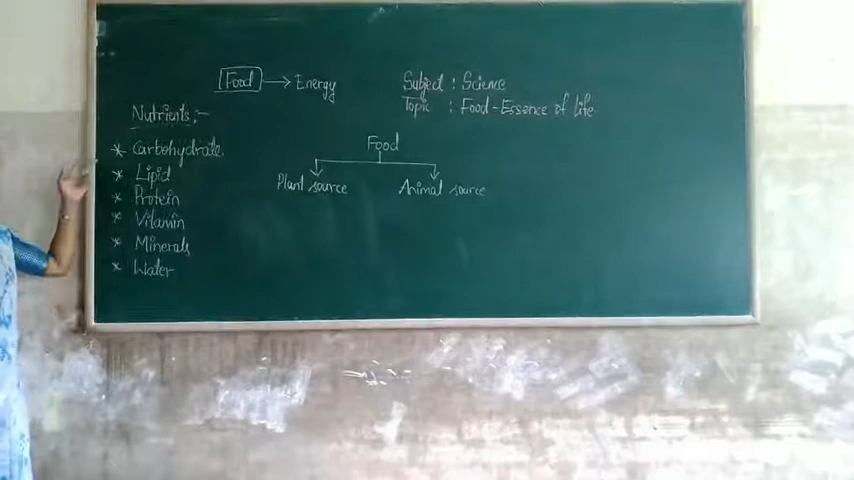 Food → Energy
Subject : Science
Topic : Food - Essence of life.
Nutrients :-
* Carbohydrate
* Lipid
* Protein
* Vitamin
* Minerals
* Water
Food
Plant source
Animal source